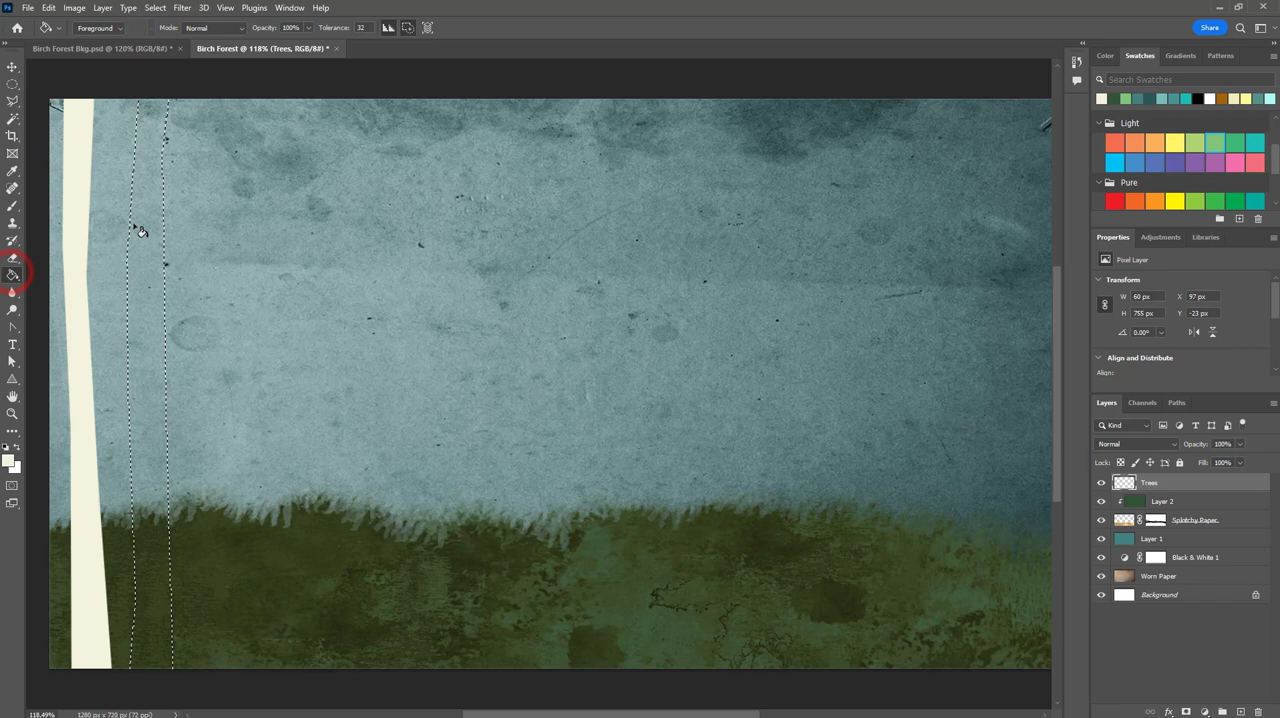 Ps File Edit Image Layer Type Select Filter 3D View Plugins Window Help
Foreground Mode: Normal Opacity: 100% Tolerance: 32 Share
Birch Forest Bkg.psd @ 120% (RGB/8#) * × Birch Forest @ 118% (Trees, RGB/8#) * ×
Color Swatches Gradients Patterns
Search Swatches
Light
Pure
Properties Adjustments Libraries
Pixel Layer
Transform
W 60 px X 97 px
H 755 px Y -23 px
0.00°
Align and Distribute
Align:
Layers Channels Paths
Kind
Normal Opacity: 100%
Lock: Fill: 100%
Trees
Layer 2
Splotchy Paper
Layer 1
Black & White 1
Worn Paper
Background
fx
118.49% 1280 px x 720 px (72 ppi)